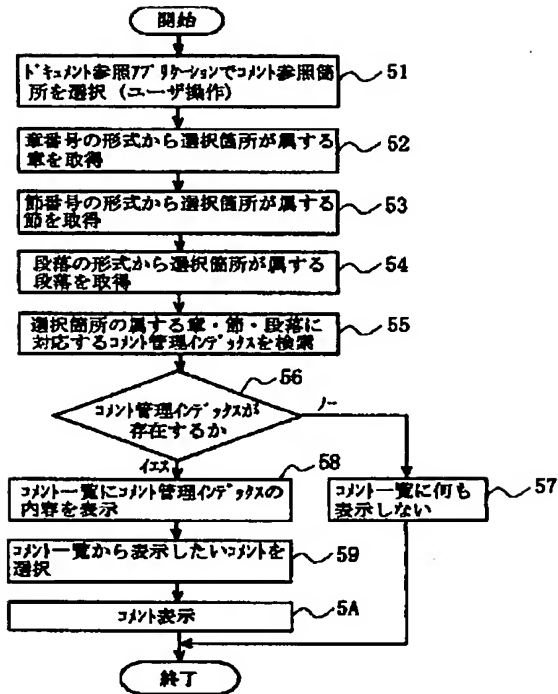 開始
ドキュメント参照アプリケーションでコメント参照箇
所を選択（ユーザ操作）
51
章番号の形式から選択箇所が属する
章を取得
52
節番号の形式から選択箇所が属する
節を取得
53
段落の形式から選択箇所が属する
段落を取得
54
選択箇所の属する章・節・段落に
対応するコメント管理インデックスを検索
55
56
コメント管理インデックスが
存在するか
ノー
イエス
58
コメント一覧にコメント管理インデックスの
内容を表示
コメント一覧に何も
表示しない
57
コメント一覧から表示したいコメントを
選択
59
コメント表示
5A
終了